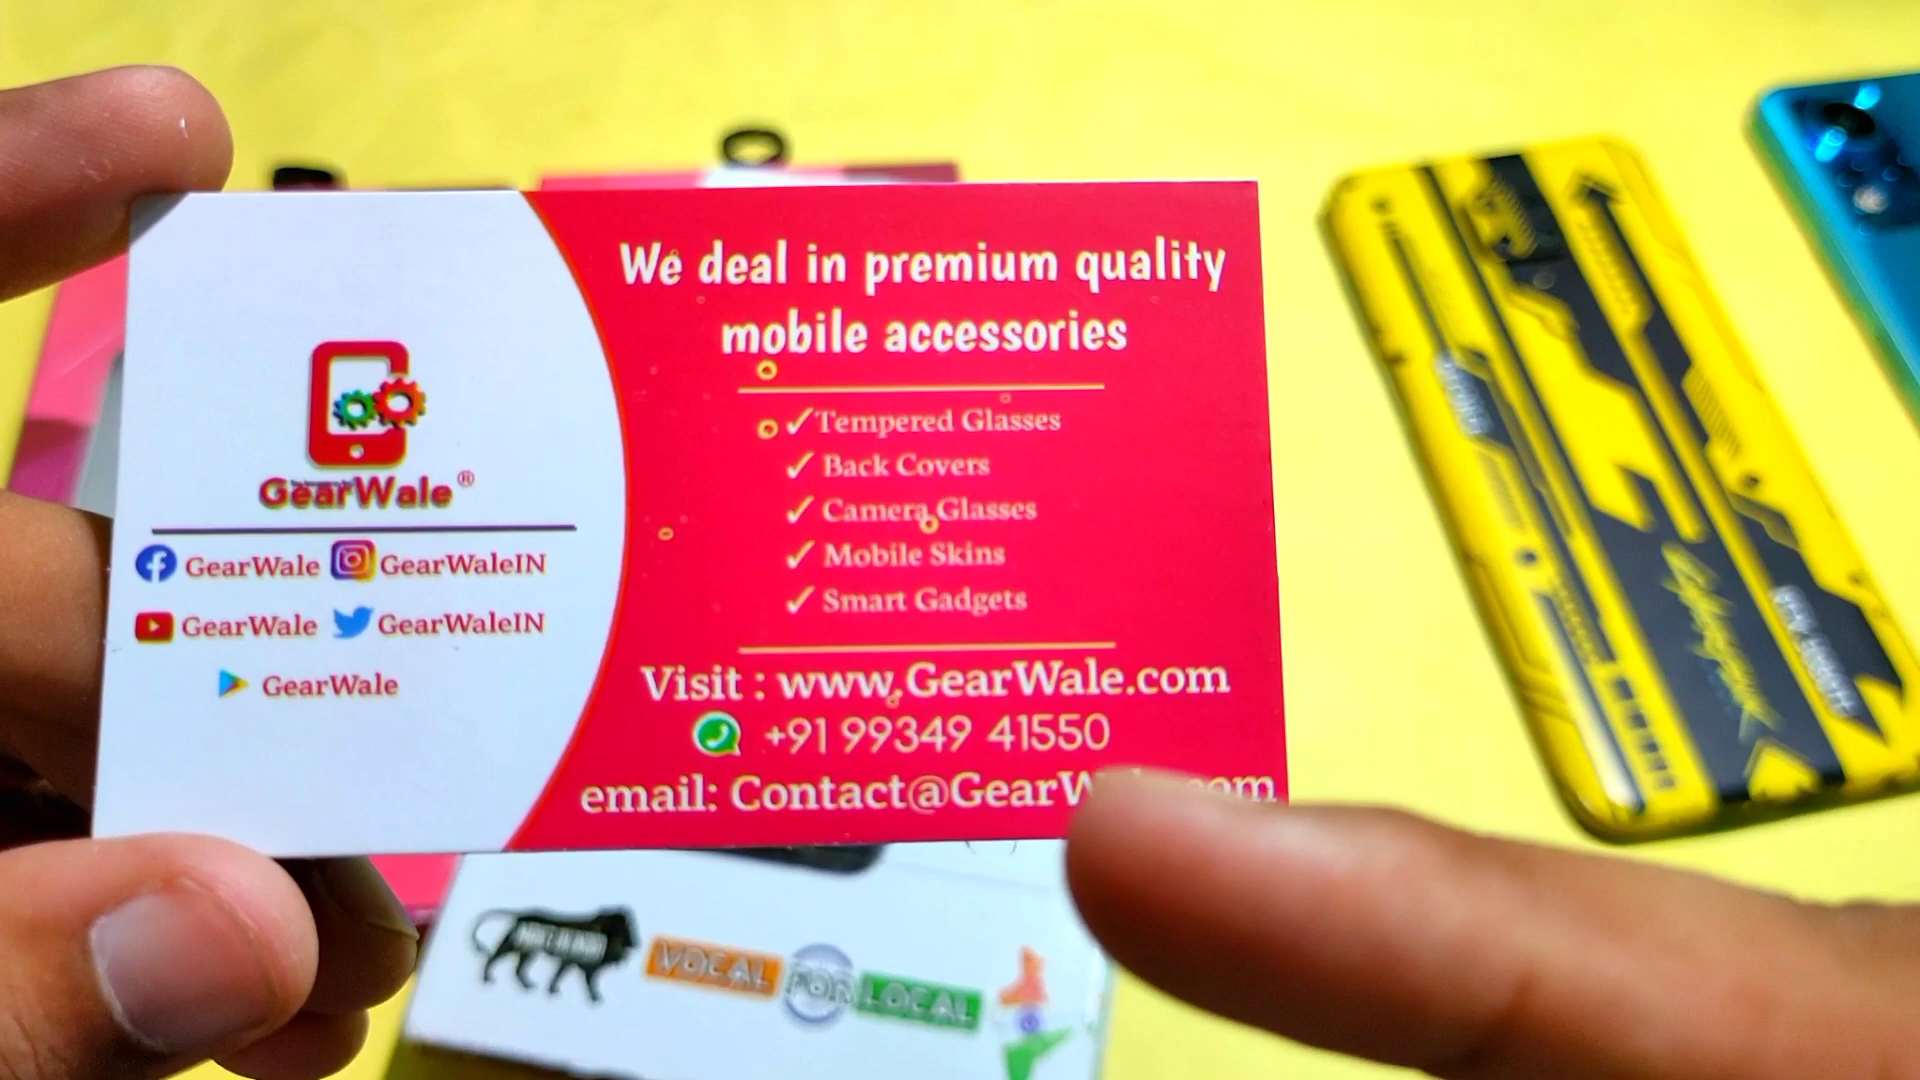 We deal in premium quality
mobile accessories
✓Tempered Glasses
✓ Back Covers
✓ Camera Glasses
✓ Mobile Skins
✓ Smart Gadgets
Visit : www.GearWale.com
+91 99349 41550
email: Contact@GearW
GearWale®
GearWale GearWaleIN
GearWale GearWaleIN
GearWale
VOCAL FOR LOCAL